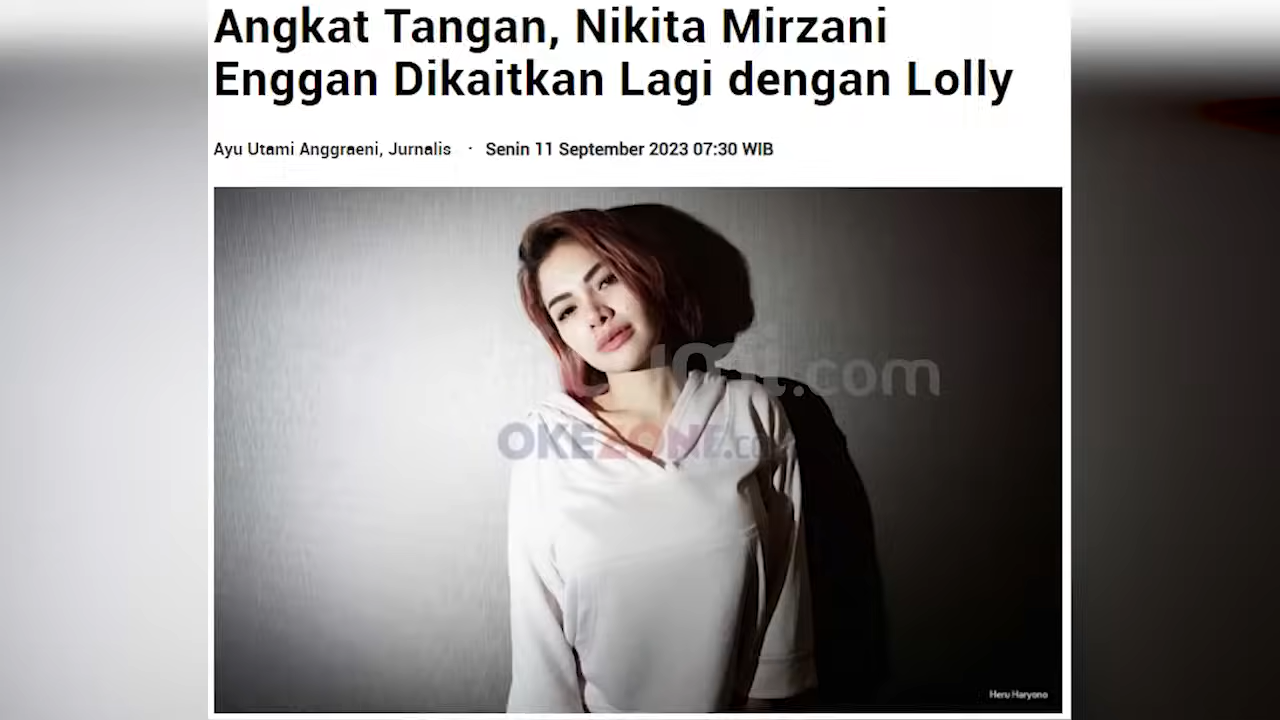 Angkat Tangan, Nikita Mirzani
Enggan Dikaitkan Lagi dengan Lolly
Ayu Utami Anggraeni, Jurnalis · Senin 11 September 2023 07:30 WIB
.com
OKEZONE.co
Heru Haryono